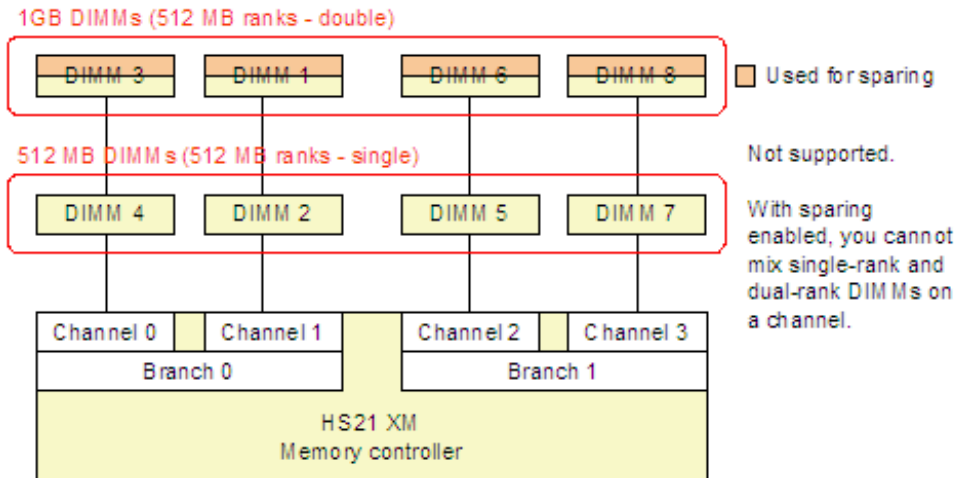 1GB DIMMs (512 MB ranks - double)
DIMM 3 DIMM 1 DIMM 6 DIMM 8
Used for sparing
512 MB DIMMs (512 MB ranks - single)
Not supported.
DIMM 4 DIMM 2 DIMM 5 DIMM 7
With sparing
enabled, you cannot
mix single-rank and
dual-rank DIMMs on
a channel.
Channel 0 Channel 1 Channel 2 Channel 3
Branch 0 Branch 1
HS21 XM
Memory controller